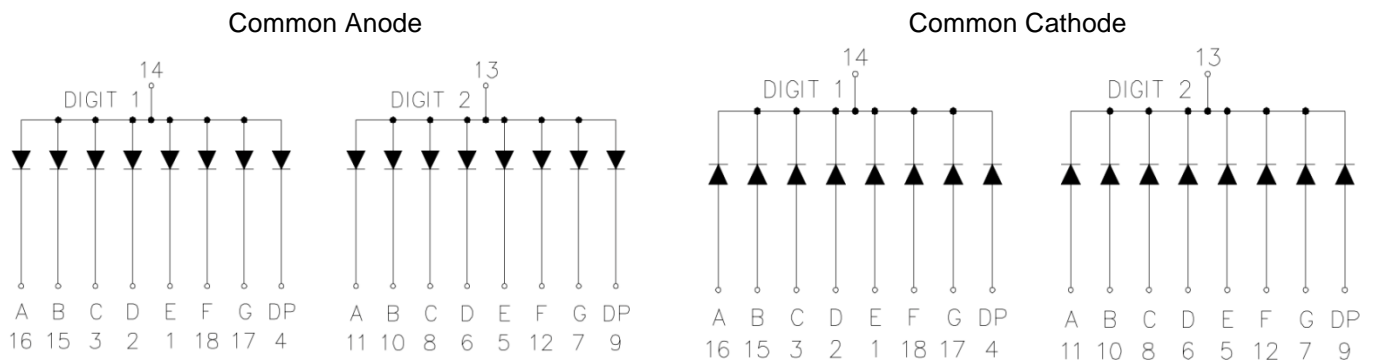 Common Anode
Common Cathode
14
DIGIT 1
13
DIGIT 2
A B C D E F G DP
16 15 3 2 1 18 17 4
A B C D E F G DP
11 10 8 6 5 12 7 9
14
DIGIT 1
13
DIGIT 2
A B C D E F G DP
16 15 3 2 1 18 17 4
A B C D E F G DP
11 10 8 6 5 12 7 9